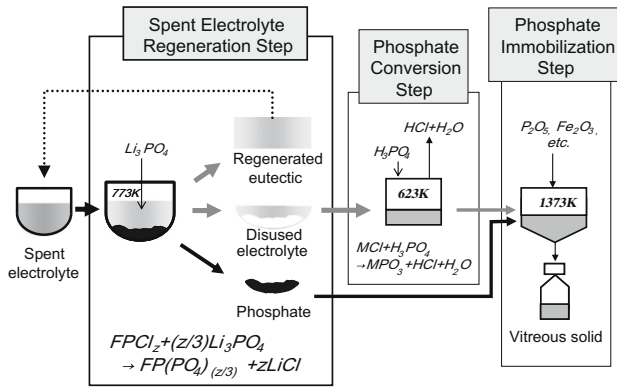 Spent Electrolyte
Regeneration Step
Phosphate
Conversion
Step
Phosphate
Immobilization
Step
Li₃PO₄
773K
Spent
electrolyte
Regenerated
eutectic
Disused
electrolyte
Phosphate
FPCl_z+(z/3)Li₃PO₄
→ FP(PO₄)_(z/3) +zLiCl
HCl+H₂O
H₃PO₄
623K
MCl+H₃PO₄
→MPO₃+HCl+H₂O
P₂O₅, Fe₂O₃,
etc.
1373K
Vitreous solid